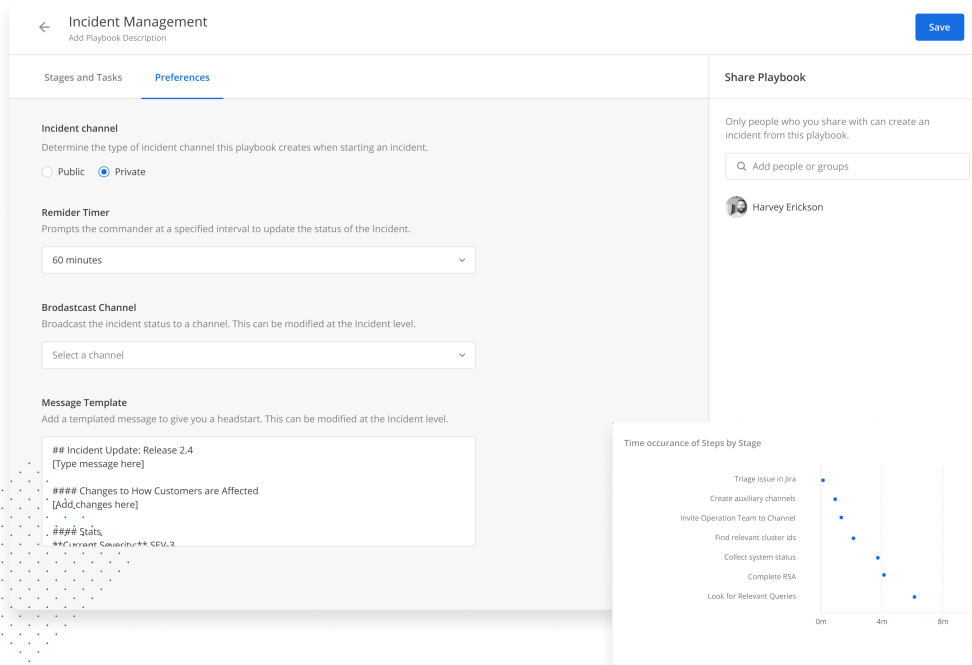 Incident Management
Add Playbook Description
Save
Stages and Tasks
Preferences
Share Playbook
Incident channel
Determine the type of incident channel this playbook creates when starting an incident.
Public
Private
Remider Timer
Prompts the commander at a specified interval to update the status of the Incident.
60 minutes
Brodastcast Channel
Broadcast the incident status to a channel. This can be modified at the Incident level.
Select a channel
Message Template
Add a templated message to give you a headstart. This can be modified at the Incident level.
## Incident Update: Release 2.4
[Type message here]
#### Changes to How Customers are Affected
[Add changes here]
#### Stats
**Current Severity:** SEV-3
Only people who you share with can create an
incident from this playbook.
Add people or groups
Harvey Erickson
Time occurance of Steps by Stage
Triage issue in Jira
Create auxiliary channels
Invite Operation Team to Channel
Find relevant cluster ids
Collect system status
Complete RSA
Look for Relevant Queries
0m
4m
8m